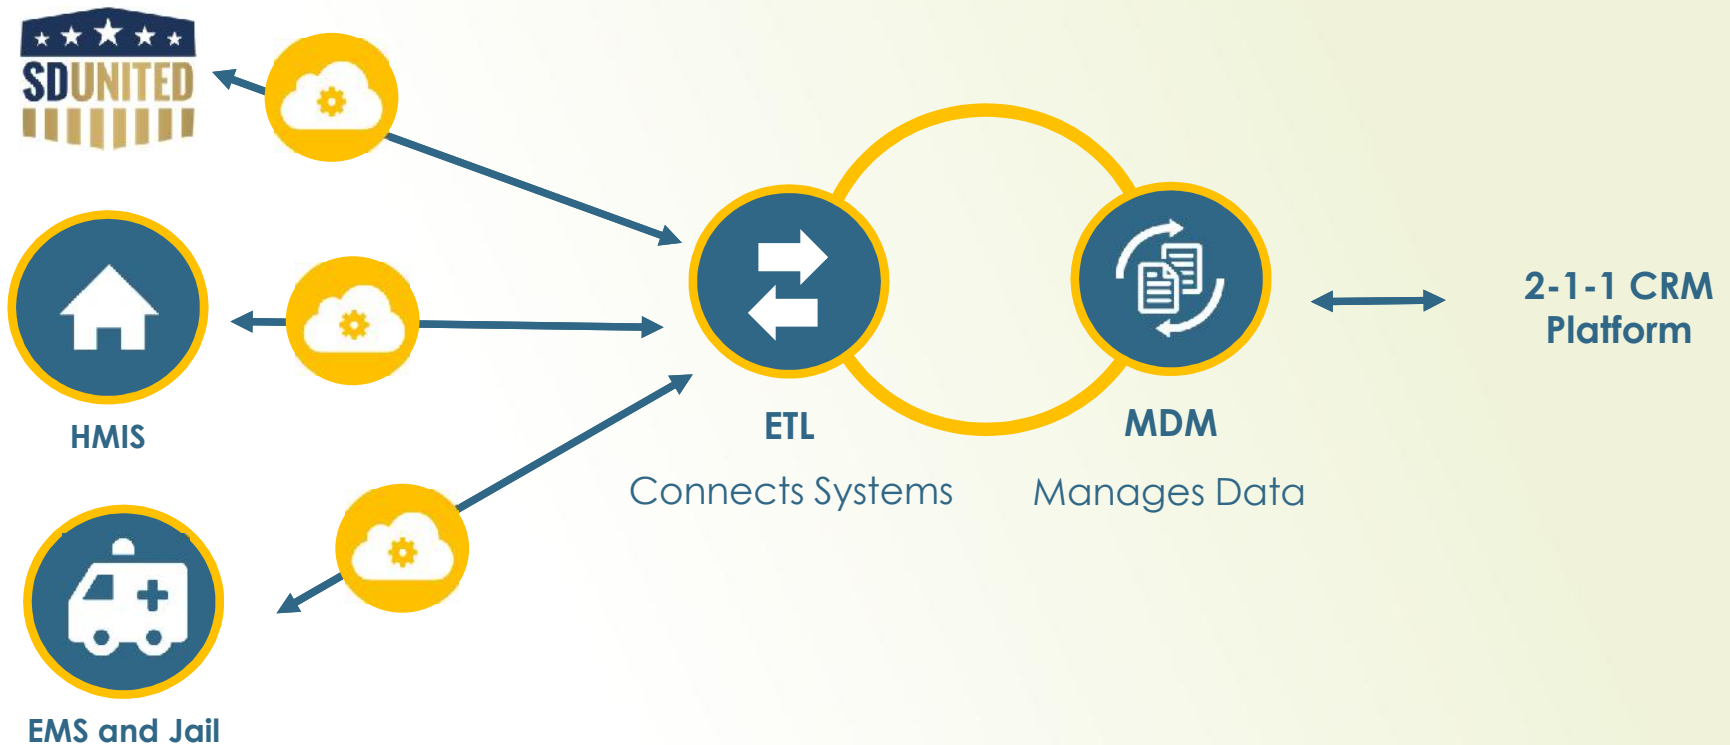 SDUNITED
HMIS
EMS and Jail
ETL
Connects Systems
MDM
Manages Data
2-1-1 CRM
Platform